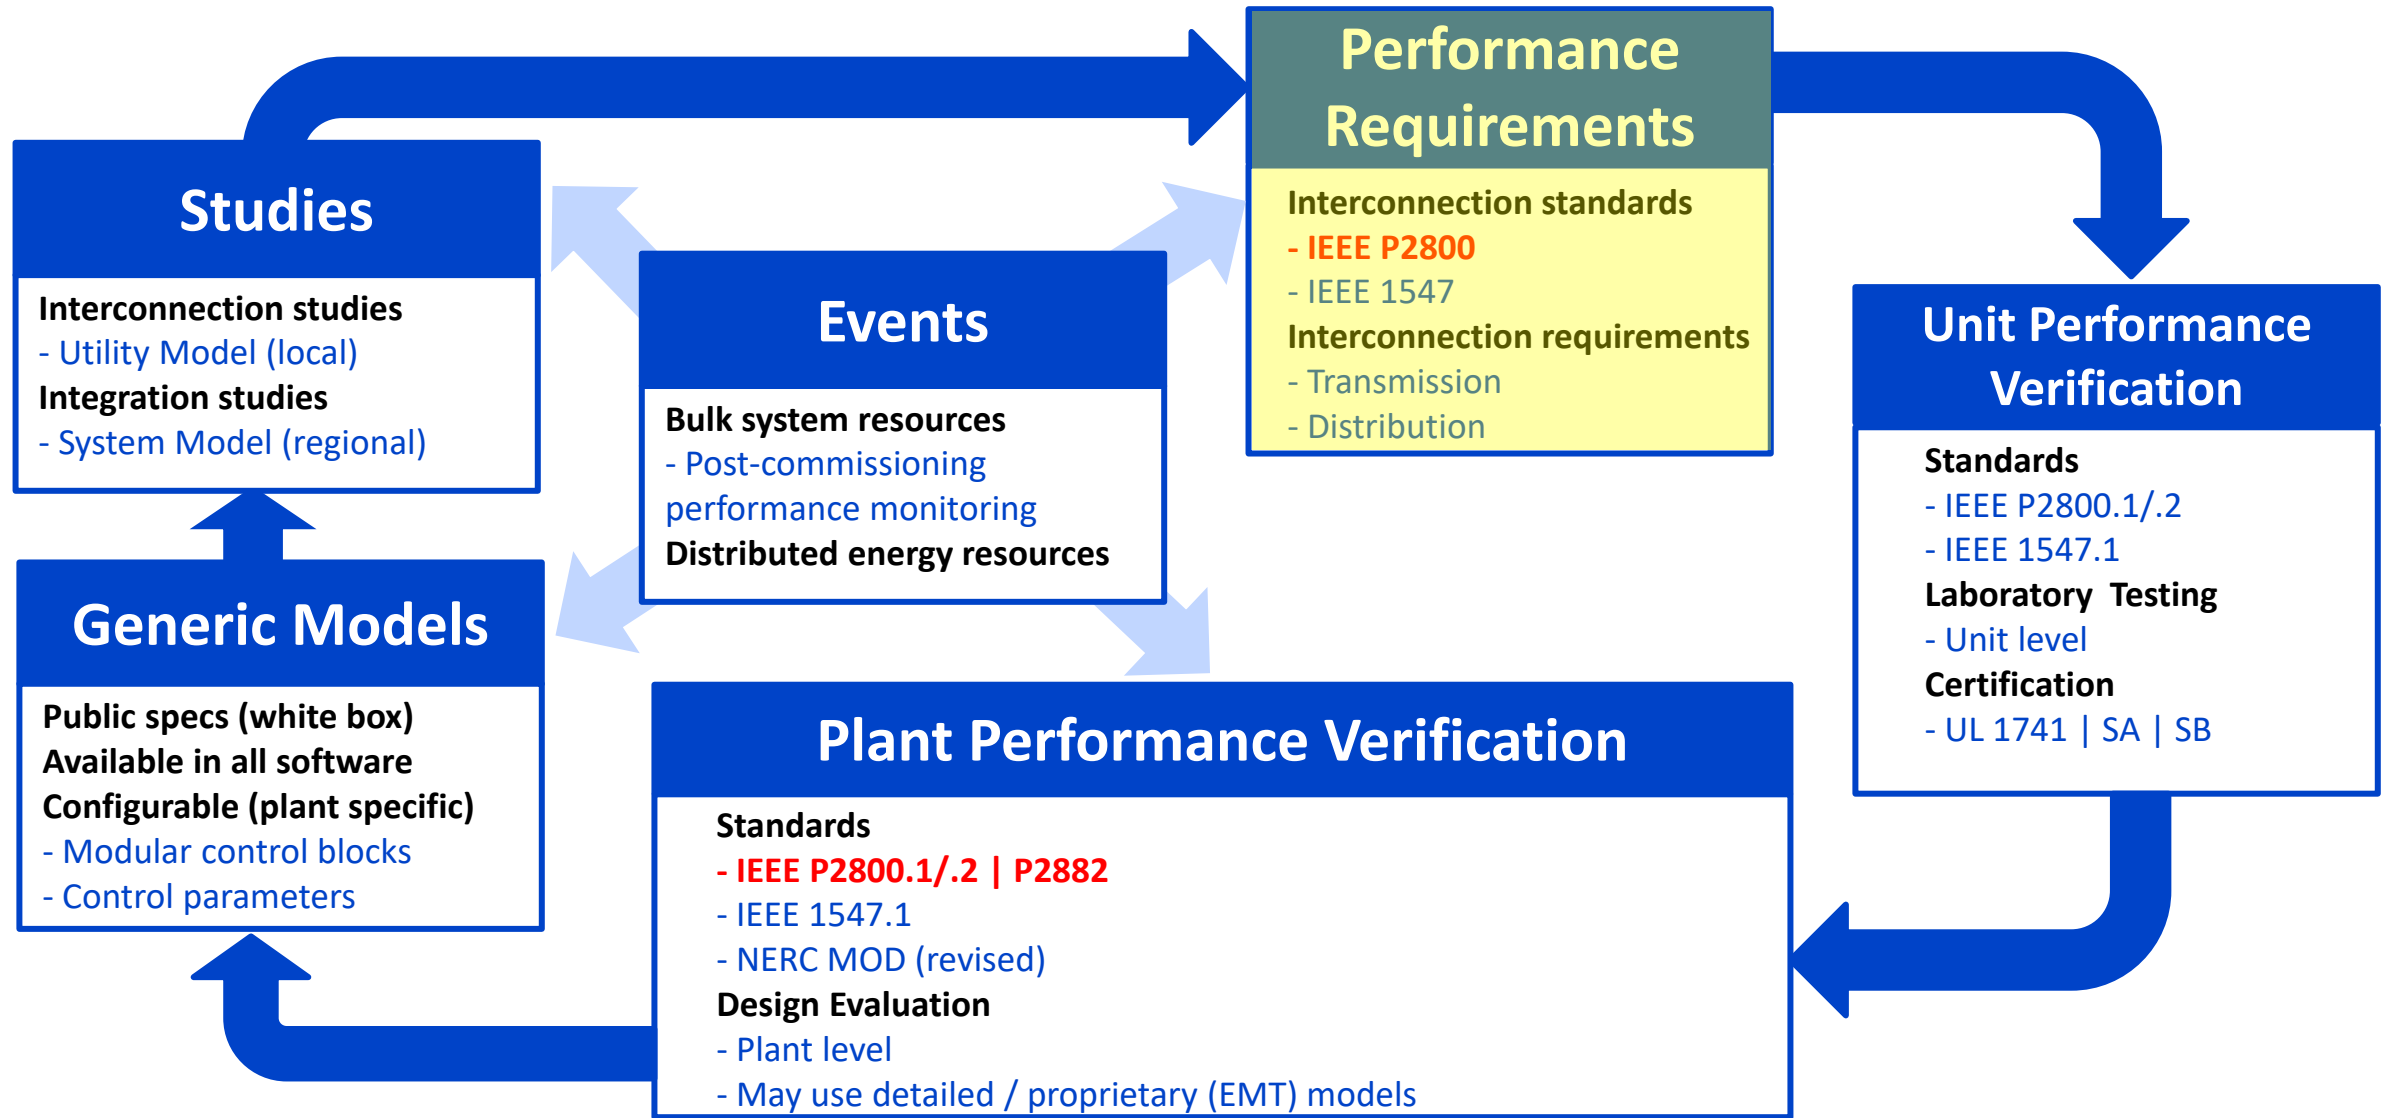 Performance
Requirements
Interconnection standards
- IEEE P2800
- IEEE 1547
Interconnection requirements
- Transmission
- Distribution
Studies
Interconnection studies
- Utility Model (local)
Integration studies
- System Model (regional)
Events
Bulk system resources
- Post-commissioning
performance monitoring
Distributed energy resources
Unit Performance
Verification
Standards
- IEEE P2800.1/.2
- IEEE 1547.1
Laboratory Testing
- Unit level
Certification
- UL 1741 | SA | SB
Generic Models
Public specs (white box)
Available in all software
Configurable (plant specific)
- Modular control blocks
- Control parameters
Plant Performance Verification
Standards
- IEEE P2800.1/.2 | P2882
- IEEE 1547.1
- NERC MOD (revised)
Design Evaluation
- Plant level
- May use detailed / proprietary (EMT) models